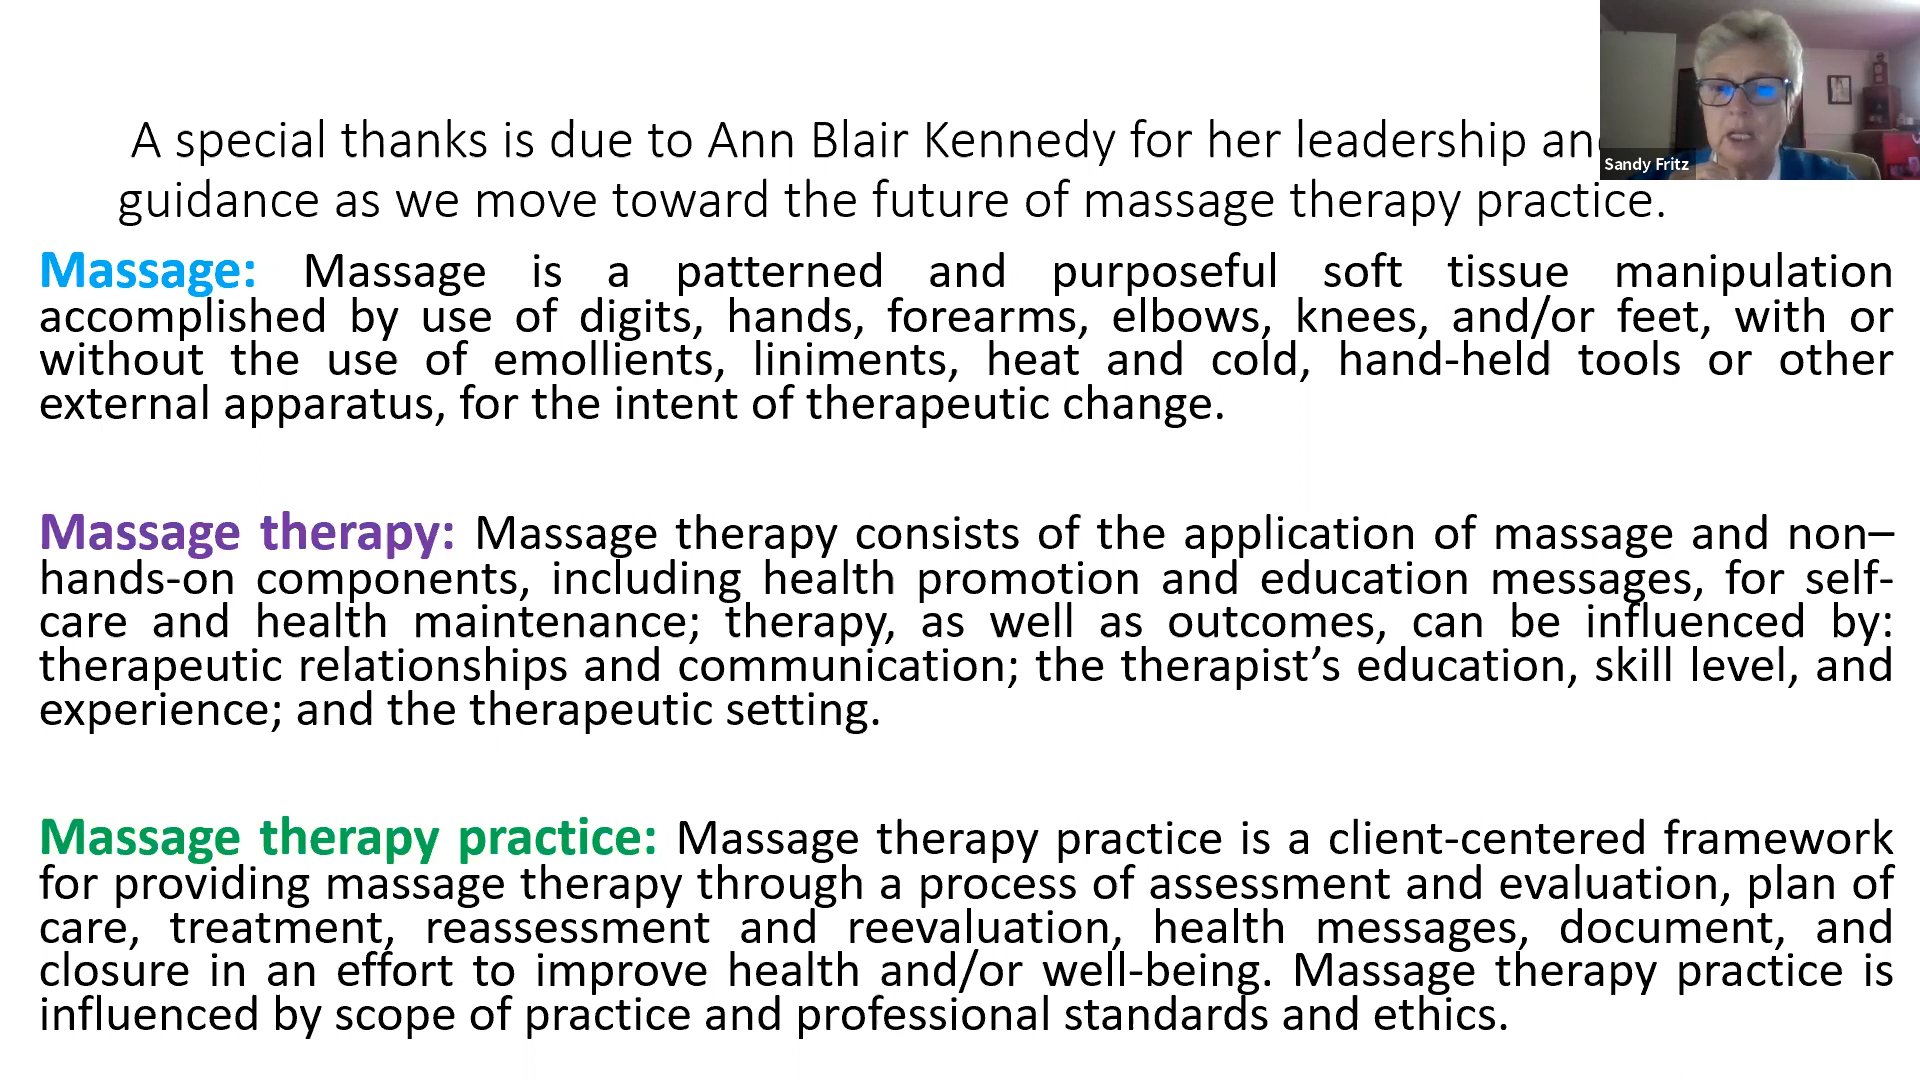 A special thanks is due to Ann Blair Kennedy for her leadership an
guidance as we move toward the future of massage therapy practice.
Sandy Fritz
Massage: Massage is a patterned and purposeful soft tissue manipulation
accomplished by use of digits, hands, forearms, elbows, knees, and/or feet, with or
without the use of emollients, liniments, heat and cold, hand-held tools or other
external apparatus, for the intent of therapeutic change.
Massage therapy: Massage therapy consists of the application of massage and non–
hands-on components, including health promotion and education messages, for self-
care and health maintenance; therapy, as well as outcomes, can be influenced by:
therapeutic relationships and communication; the therapist’s education, skill level, and
experience; and the therapeutic setting.
Massage therapy practice: Massage therapy practice is a client-centered framework
for providing massage therapy through a process of assessment and evaluation, plan of
care, treatment, reassessment and reevaluation, health messages, document, and
closure in an effort to improve health and/or well-being. Massage therapy practice is
influenced by scope of practice and professional standards and ethics.